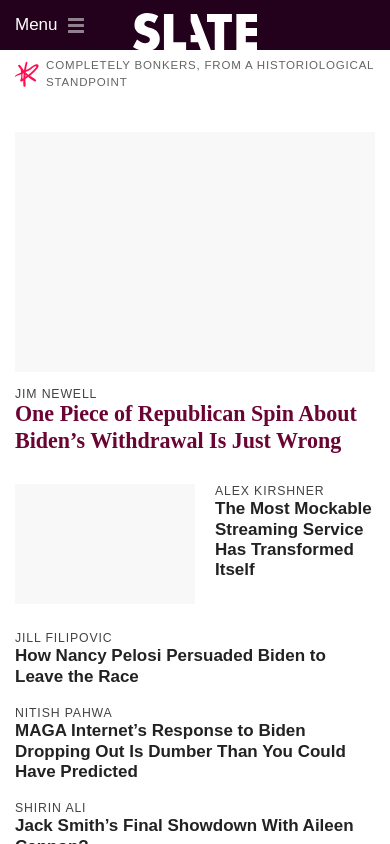 Menu
SLATE
COMPLETELY BONKERS, FROM A HISTORIOLOGICAL
STANDPOINT
JIM NEWELL
One Piece of Republican Spin About
Biden’s Withdrawal Is Just Wrong
ALEX KIRSHNER
The Most Mockable
Streaming Service
Has Transformed
Itself
JILL FILIPOVIC
How Nancy Pelosi Persuaded Biden to
Leave the Race
NITISH PAHWA
MAGA Internet’s Response to Biden
Dropping Out Is Dumber Than You Could
Have Predicted
SHIRIN ALI
Jack Smith’s Final Showdown With Aileen
Cannon?